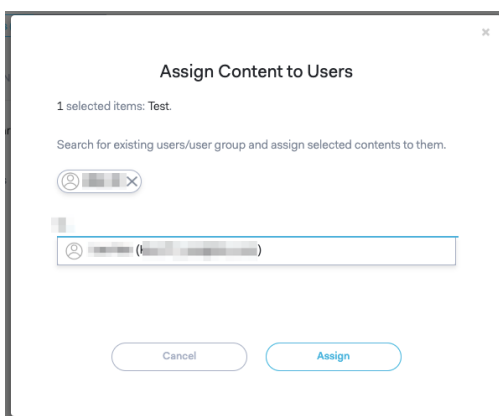 Assign Content to Users
1 selected items: Test.
Search for existing users/user group and assign selected contents to them.
Cancel
Assign